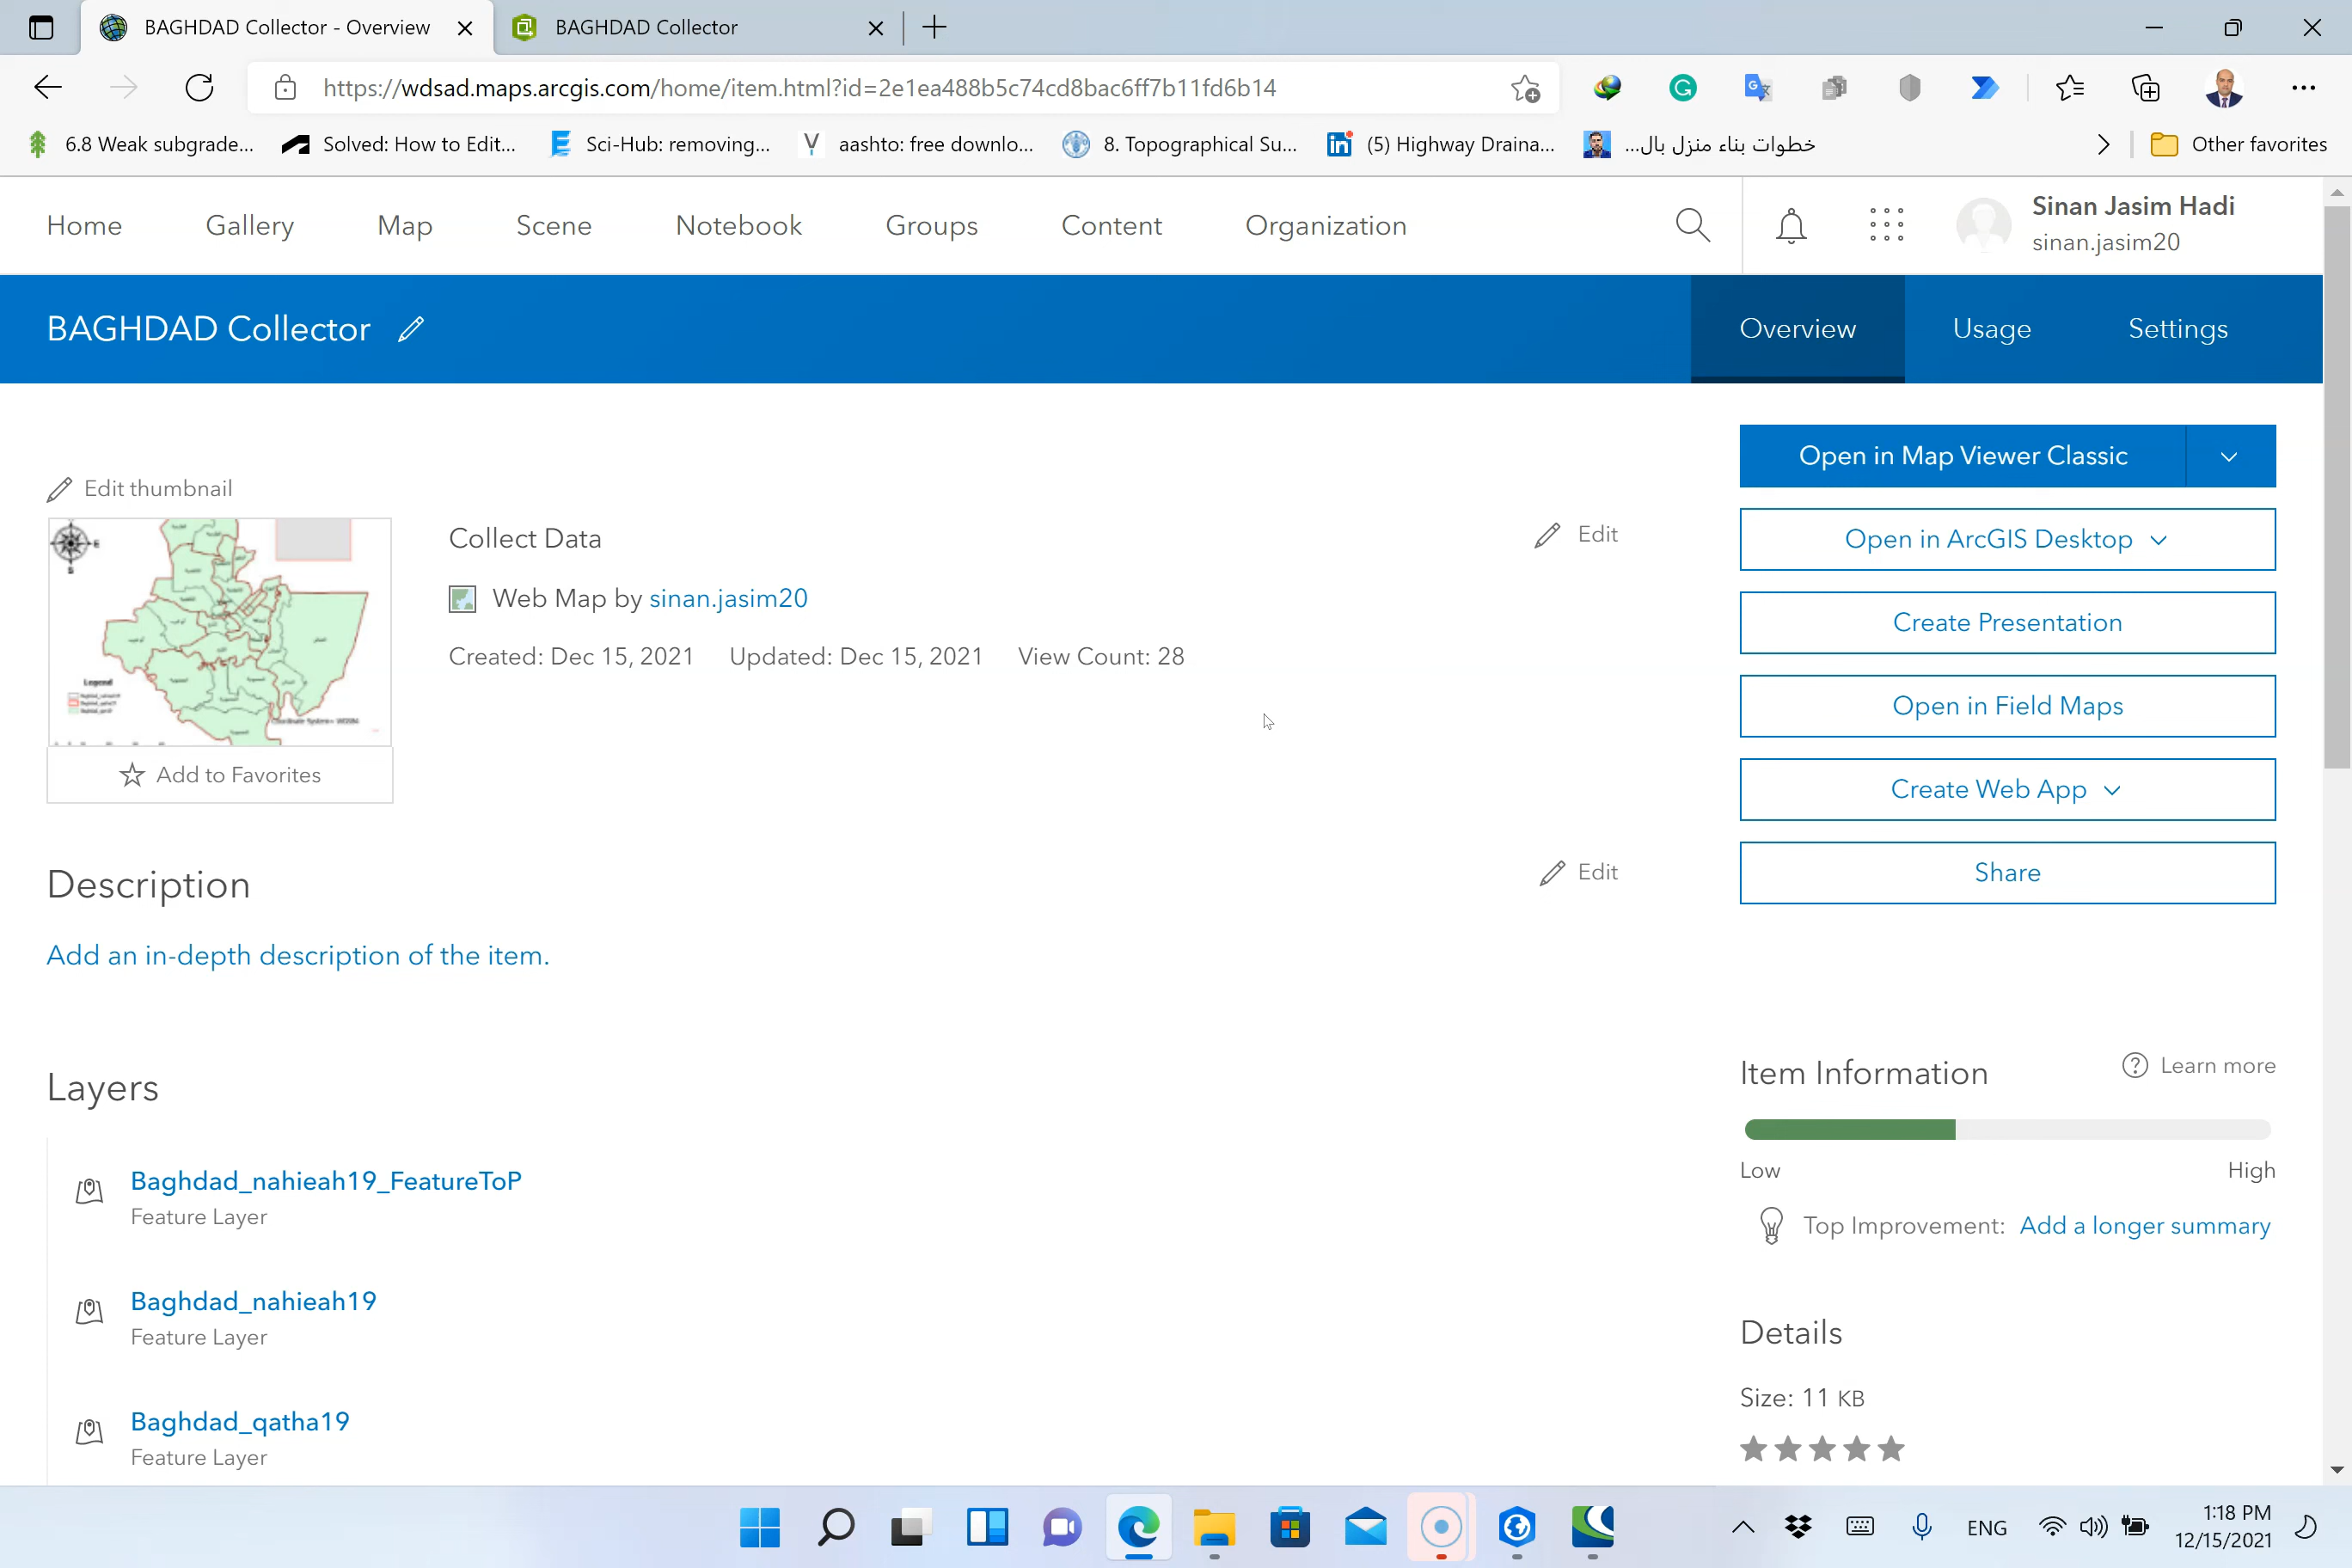 BAGHDAD Collector - Overview
BAGHDAD Collector
https://wdsad.maps.arcgis.com/home/item.html?id=2e1ea488b5c74cd8bac6ff7b11fd6b14
6.8 Weak subgrade...
Solved: How to Edit...
Sci-Hub: removing...
aashto: free downlo...
8. Topographical Su...
(5) Highway Draina...
خطوات بناء منزل بال...
Other favorites
Home
Gallery
Map
Scene
Notebook
Groups
Content
Organization
Sinan Jasim Hadi
sinan.jasim20
BAGHDAD Collector
Overview
Usage
Settings
Edit thumbnail
Legend
Coordinate System= WGS84
Add to Favorites
Collect Data
Edit
Web Map by sinan.jasim20
Created: Dec 15, 2021 Updated: Dec 15, 2021 View Count: 28
Open in Map Viewer Classic
Open in ArcGIS Desktop
Create Presentation
Open in Field Maps
Create Web App
Share
Description
Edit
Add an in-depth description of the item.
Layers
Baghdad_nahieah19_FeatureToP
Feature Layer
Baghdad_nahieah19
Feature Layer
Baghdad_qatha19
Feature Layer
Item Information
Learn more
Low
High
Top Improvement: Add a longer summary
Details
Size: 11 KB
ENG
1:18 PM
12/15/2021